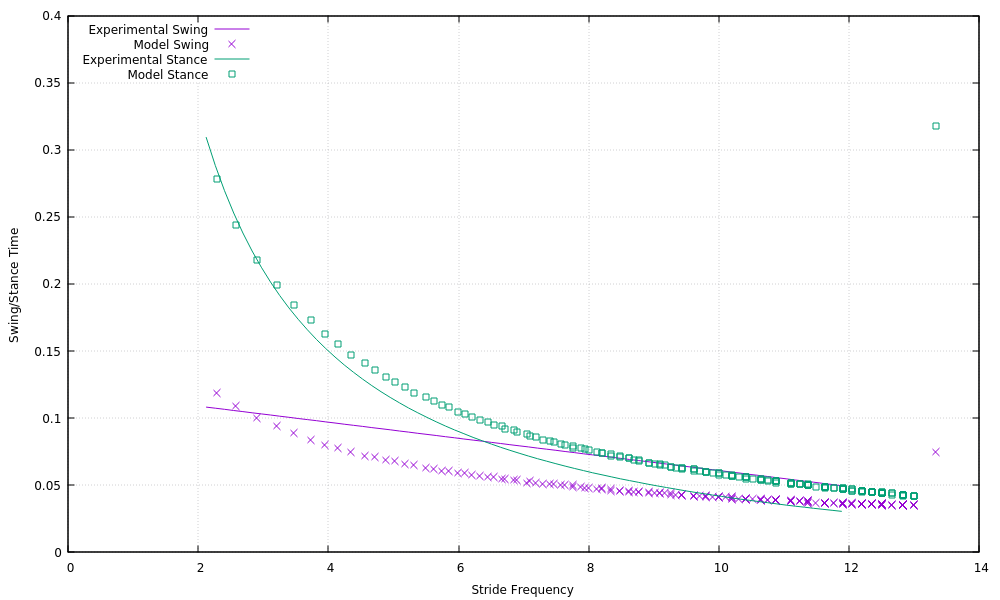 0.4
0.35
0.3
0.25
0.2
0.15
0.1
0.05
0
Experimental Swing
Model Swing
Experimental Stance
Model Stance
Swing/Stance Time
0 2 4 6 8 10 12 14
Stride Frequency